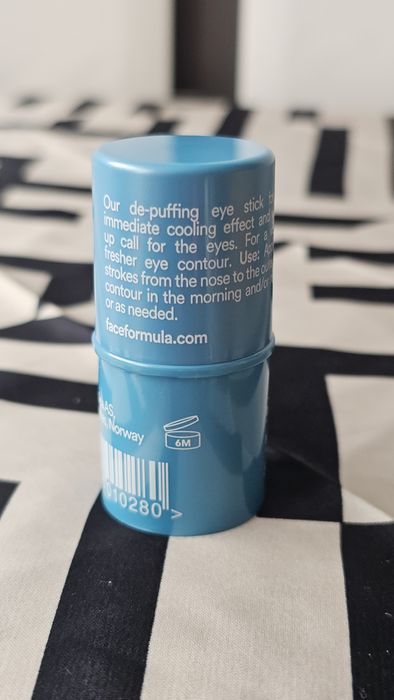 Our de-puffing eye stick
immediate cooling effect and
up call for the eyes. For a
fresher eye contour. Use:
strokes from the nose to the
contour in the morning and/or
or as needed.
faceformula.com
AS,
Norway
6M
010280 >